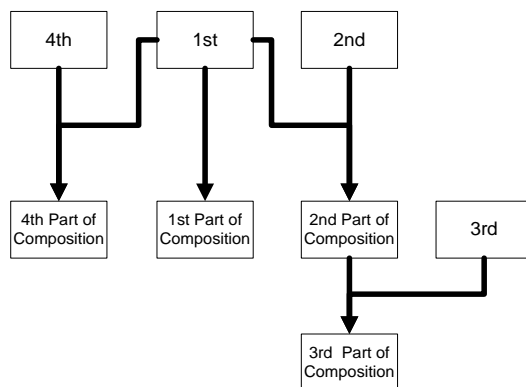 4th
1st
2nd
4th Part of
Composition
1st Part of
Composition
2nd Part of
Composition
3rd
3rd Part of
Composition